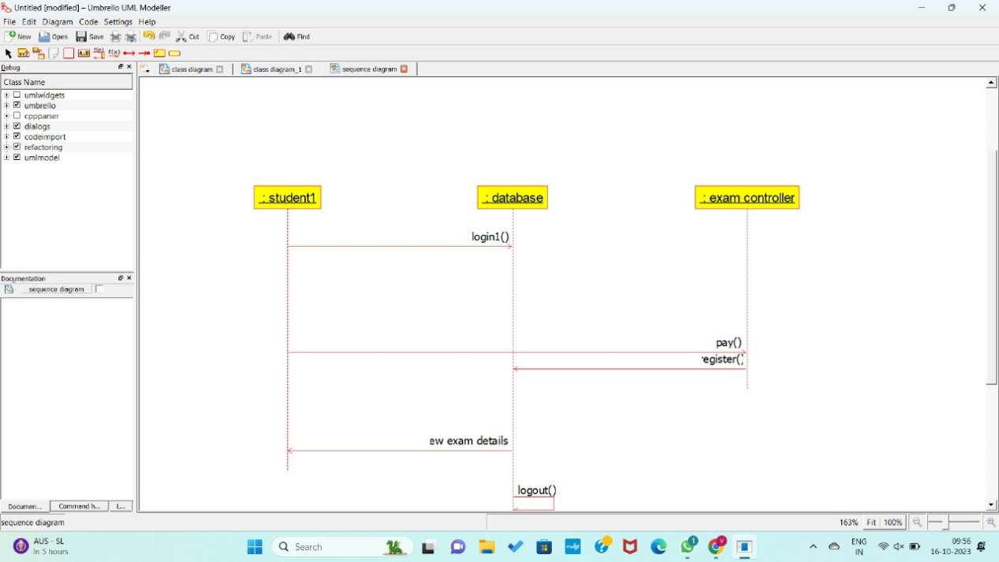 Untitled [modified] – Umbrello UML Modeller
File Edit Diagram Code Settings Help
New Open Save Cut Copy Paste Find
Debug
class diagram class diagram_1 sequence diagram
Class Name
umlwidgets
umbrello
cppparser
dialogs
codeimport
refactoring
umlmodel
: student1 : database : exam controller
login1()
pay()
register()
ew exam details
logout()
Documentation
sequence diagram
Documen... Command h... L...
sequence diagram
163% Fit 100%
AUS - SL
In 5 hours
Search
ENG
IN
09:56
16-10-2023